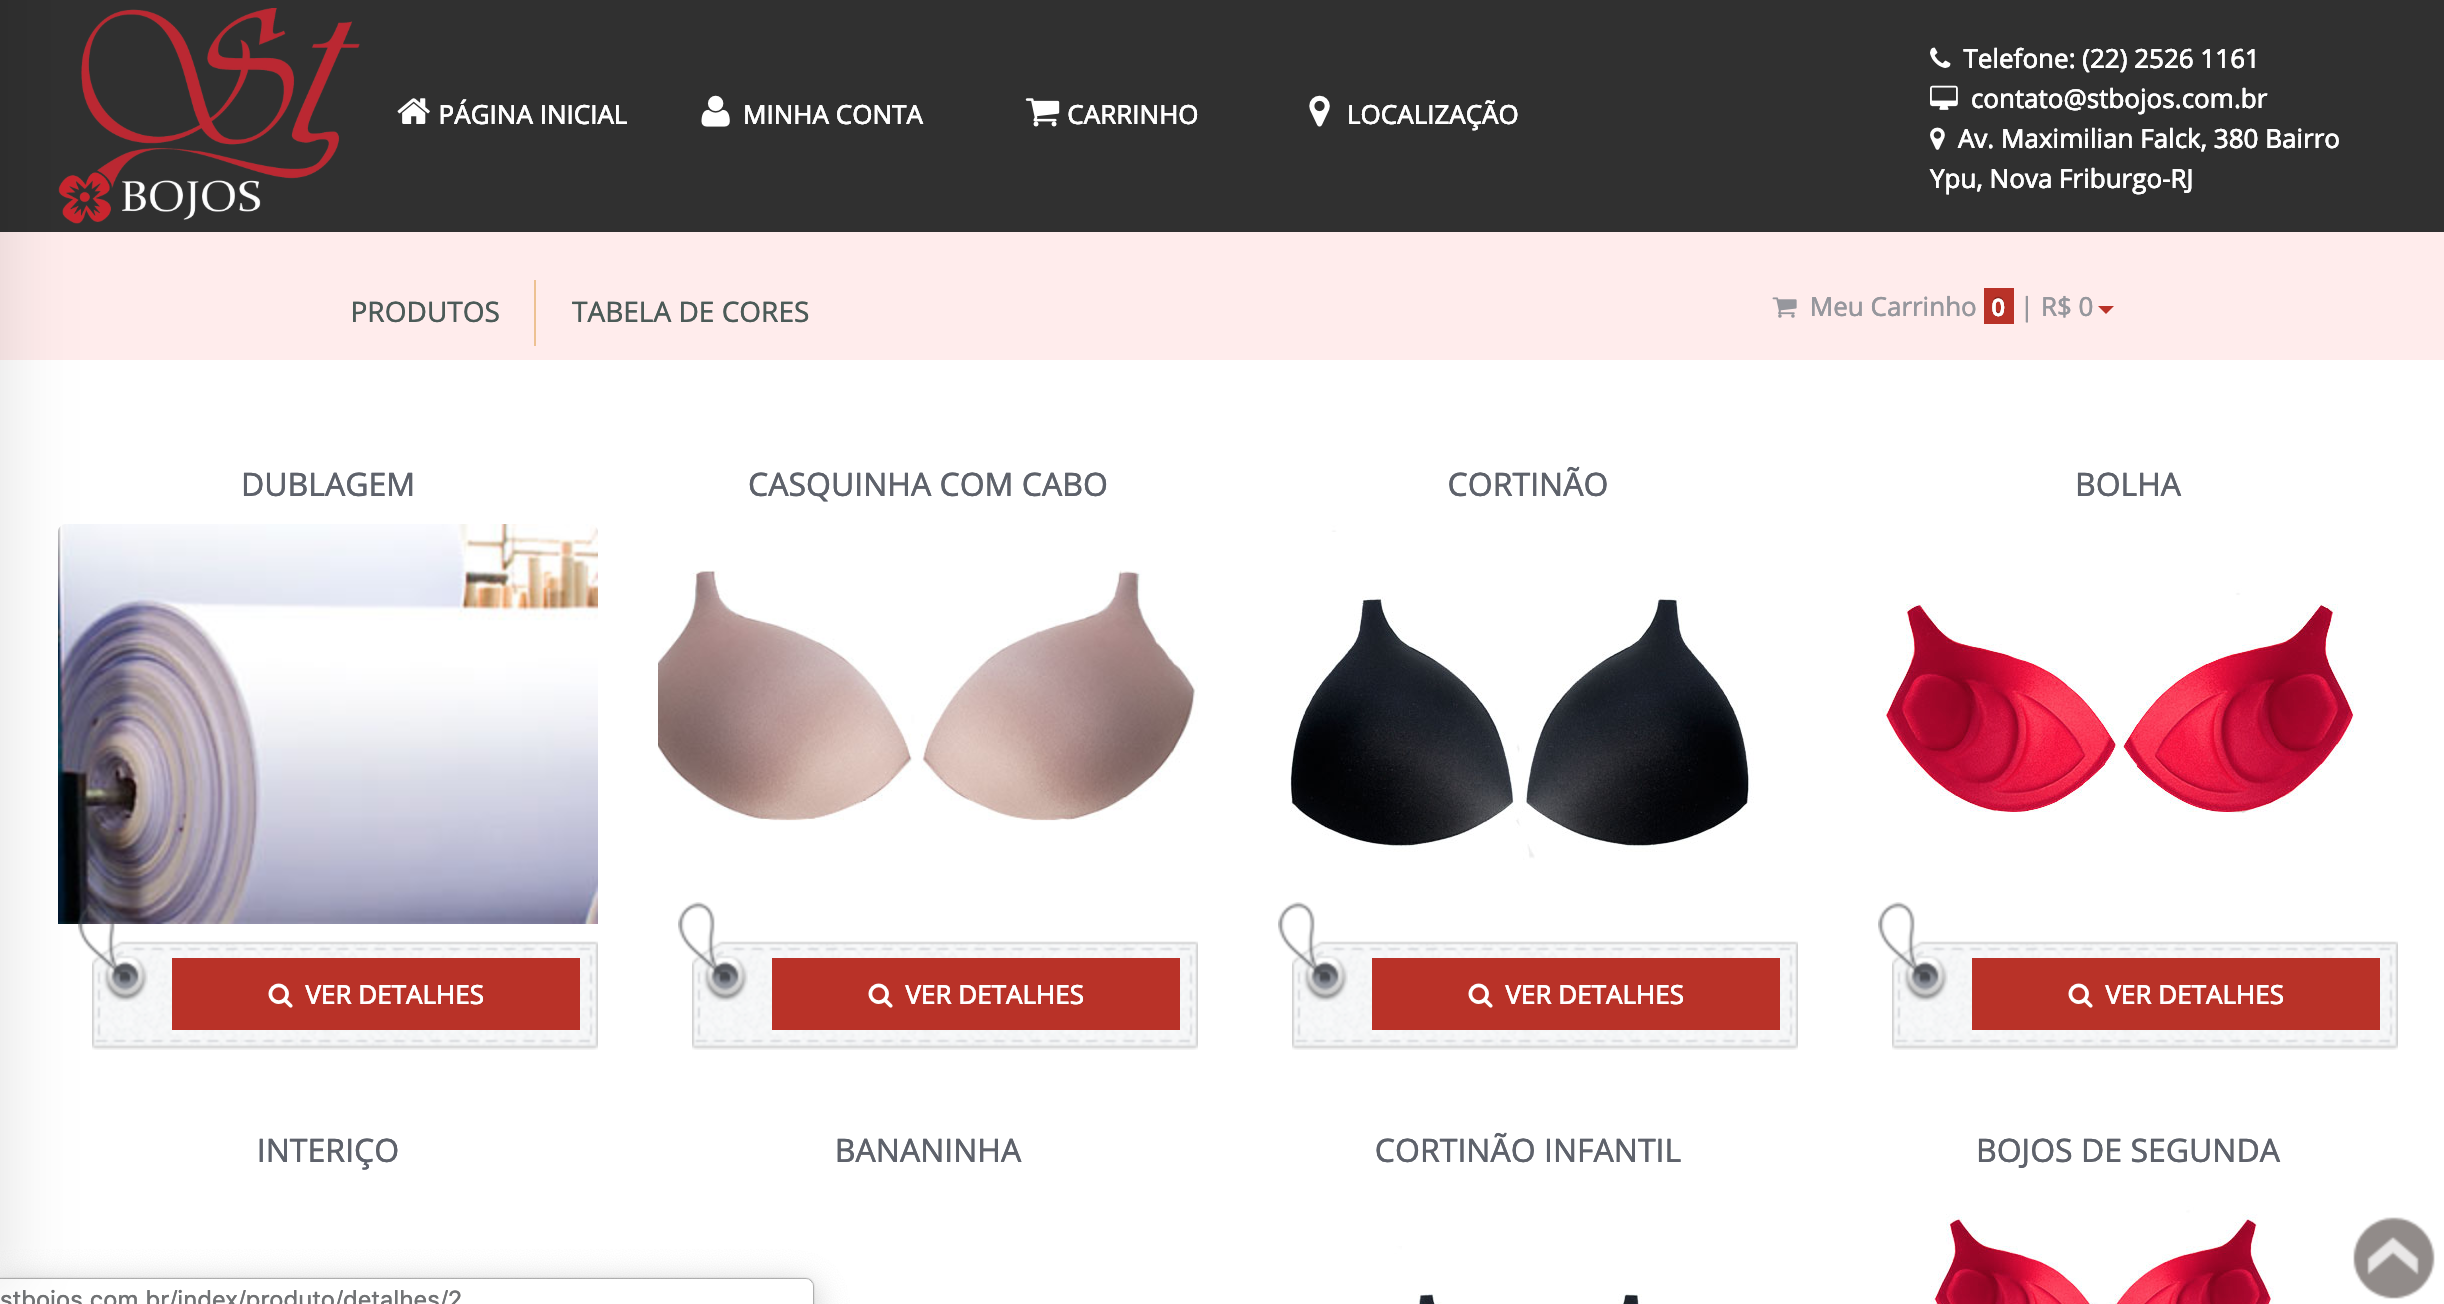 St
BOJOS
PÁGINA INICIAL
MINHA CONTA
CARRINHO
LOCALIZAÇÃO
Telefone: (22) 2526 1161
contato@stbojos.com.br
Av. Maximilian Falck, 380 Bairro
Ypu, Nova Friburgo-RJ
PRODUTOS
TABELA DE CORES
Meu Carrinho 0 | R$ 0
DUBLAGEM
CASQUINHA COM CABO
CORTINÃO
BOLHA
VER DETALHES
VER DETALHES
VER DETALHES
VER DETALHES
INTERIÇO
BANANINHA
CORTINÃO INFANTIL
BOJOS DE SEGUNDA
stbojos.com.br/index/produto/detalhes/2